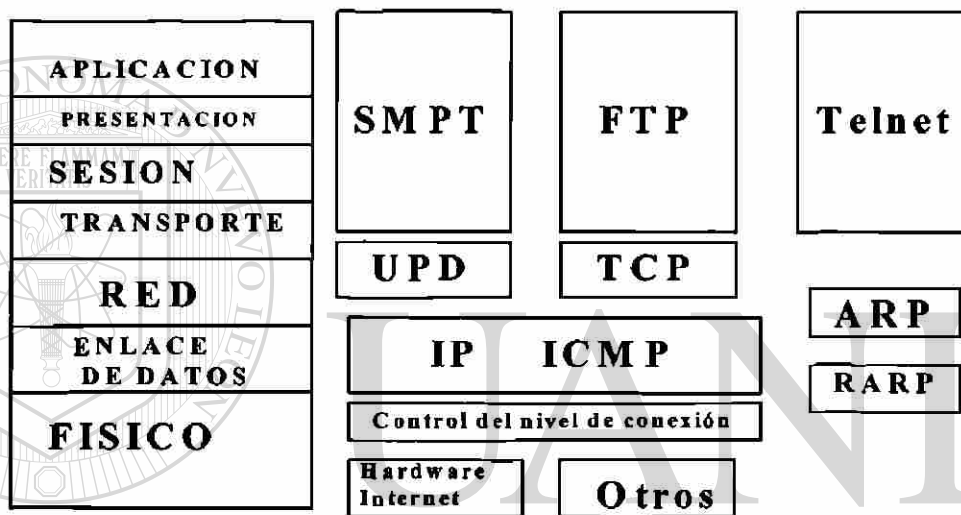 APLICACION
PRESENTACION
SESION
TRANSPORTE
RED
ENLACE
DE DATOS
FISICO
SMPT
FTP
Telnet
UPD
TCP
IP ICMP
ARP
RARP
Control del nivel de conexión
Hardware
Internet
Otros
UANL